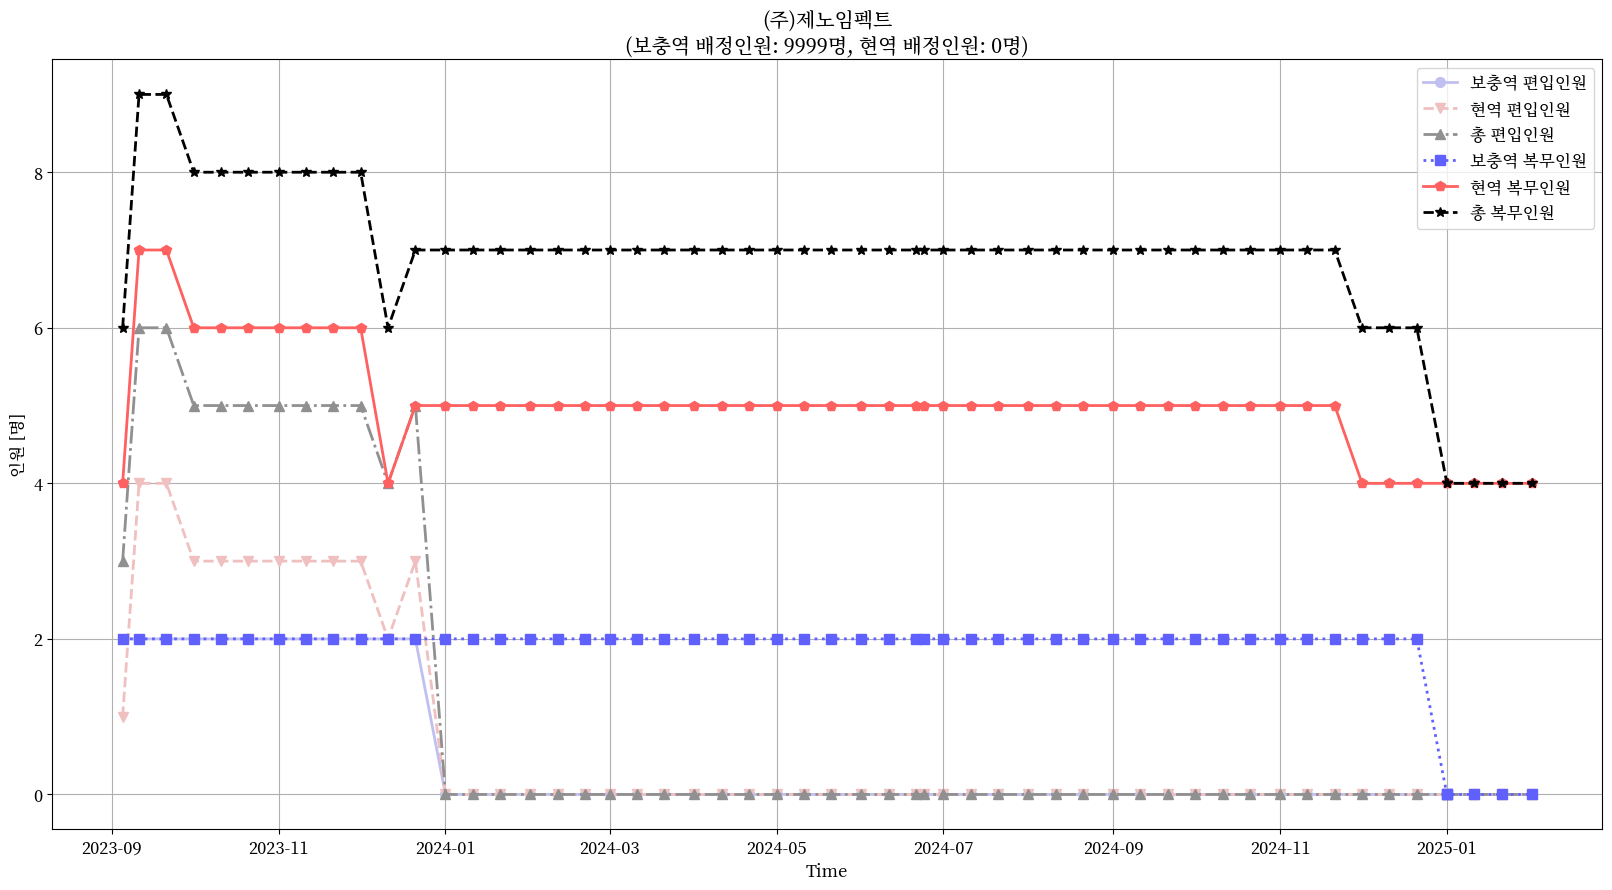 (주)제노임펙트
(보충역 배정인원: 9999명, 현역 배정인원: 0명)
보충역 편입인원
현역 편입인원
총 편입인원
보충역 복무인원
현역 복무인원
총 복무인원
인원 [명]
8
6
4
2
0
2023-09
2023-11
2024-01
2024-03
2024-05
2024-07
2024-09
2024-11
2025-01
Time